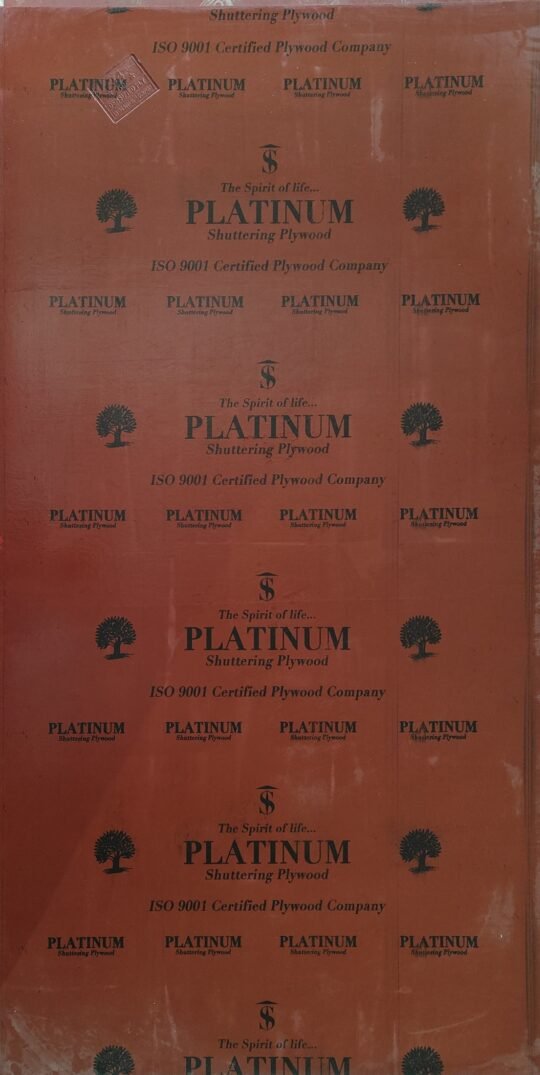 Shuttering Plywood
ISO 9001 Certified Plywood Company
PLATINUM PLATINUM PLATINUM PLATINUM
Shuttering Plywood Shuttering Plywood Shuttering Plywood Shuttering Plywood
The Spirit of life...
PLATINUM
Shuttering Plywood
ISO 9001 Certified Plywood Company
PLATINUM PLATINUM PLATINUM PLATINUM
Shuttering Plywood Shuttering Plywood Shuttering Plywood Shuttering Plywood
The Spirit of life...
PLATINUM
Shuttering Plywood
ISO 9001 Certified Plywood Company
PLATINUM PLATINUM PLATINUM PLATINUM
Shuttering Plywood Shuttering Plywood Shuttering Plywood Shuttering Plywood
The Spirit of life...
PLATINUM
Shuttering Plywood
ISO 9001 Certified Plywood Company
PLATINUM PLATINUM PLATINUM PLATINUM
Shuttering Plywood Shuttering Plywood Shuttering Plywood Shuttering Plywood
The Spirit of life...
PLATINUM
Shuttering Plywood
ISO 9001 Certified Plywood Company
PLATINUM PLATINUM PLATINUM PLATINUM
Shuttering Plywood Shuttering Plywood Shuttering Plywood Shuttering Plywood
The Spirit of life...
PLATINUM